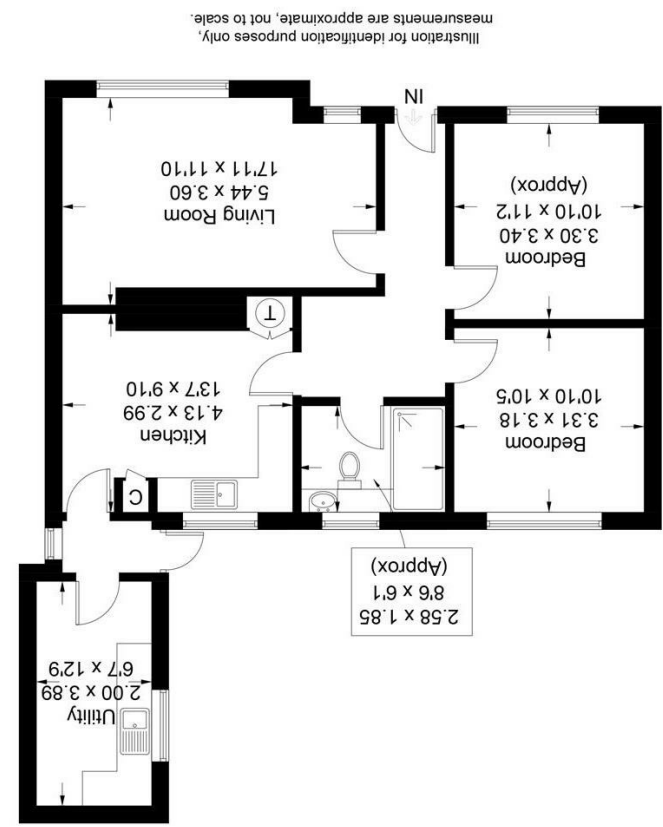 Utility
2.00 x 3.89
6'7 x 12'9
2.58 x 1.85
8'6 x 6'1
(Approx)
C
Bedroom
3.31 x 3.18
10'10 x 10'5
Kitchen
4.13 x 2.99
13'7 x 9'10
T
Bedroom
3.30 x 3.40
10'10 x 11'2
(Approx)
Living Room
5.44 x 3.60
17'11 x 11'10
IN
Illustration for identification purposes only,
measurements are approximate, not to scale.